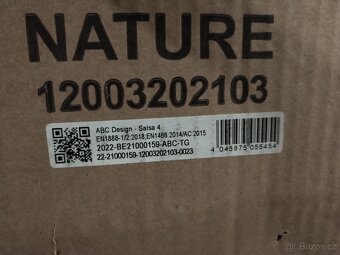 NATURE
12003202103
ABC Design - Salsa 4
EN1888-1/2:2018,EN1466:2014/AC:2015
2022-BE21000159-ABC-TG
22-21000159-12003202103-0023
4 045875 056454
Bazos.cz